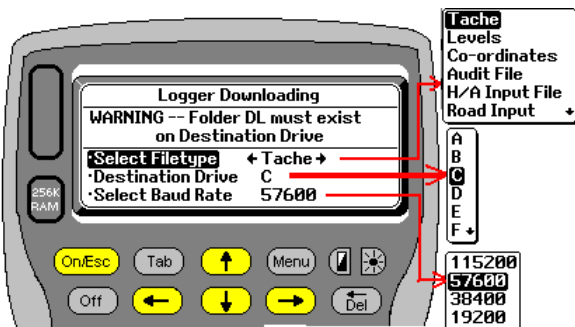 Logger Downloading
WARNING -- Folder DL must exist
on Destination Drive
·Select Filetype ←Tache→
·Destination Drive C
·Select Baud Rate 57600
256K
RAM
On/Esc Tab ↑ Menu
Off ← ↓ → Del
Tache
Levels
Co-ordinates
Audit File
H/A Input File
Road Input ↓
A
B
C
D
E
F↓
115200
57600
38400
19200